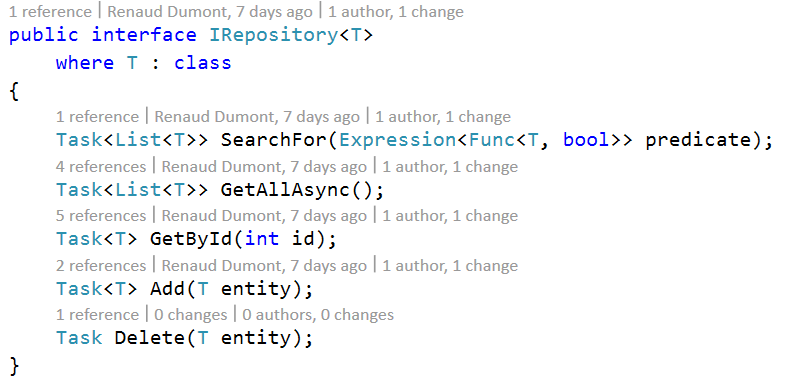 1 reference | Renaud Dumont, 7 days ago | 1 author, 1 change
public interface IRepository<T>
    where T : class
{
    1 reference | Renaud Dumont, 7 days ago | 1 author, 1 change
    Task<List<T>> SearchFor(Expression<Func<T, bool>> predicate);
    4 references | Renaud Dumont, 7 days ago | 1 author, 1 change
    Task<List<T>> GetAllAsync();
    5 references | Renaud Dumont, 7 days ago | 1 author, 1 change
    Task<T> GetById(int id);
    2 references | Renaud Dumont, 7 days ago | 1 author, 1 change
    Task<T> Add(T entity);
    1 reference | 0 changes | 0 authors, 0 changes
    Task Delete(T entity);
}